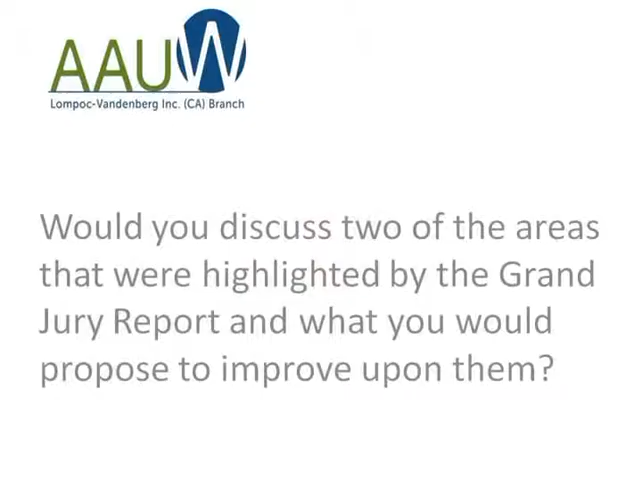 AAUW
Lompoc-Vandenberg Inc. (CA) Branch
Would you discuss two of the areas
that were highlighted by the Grand
Jury Report and what you would
propose to improve upon them?